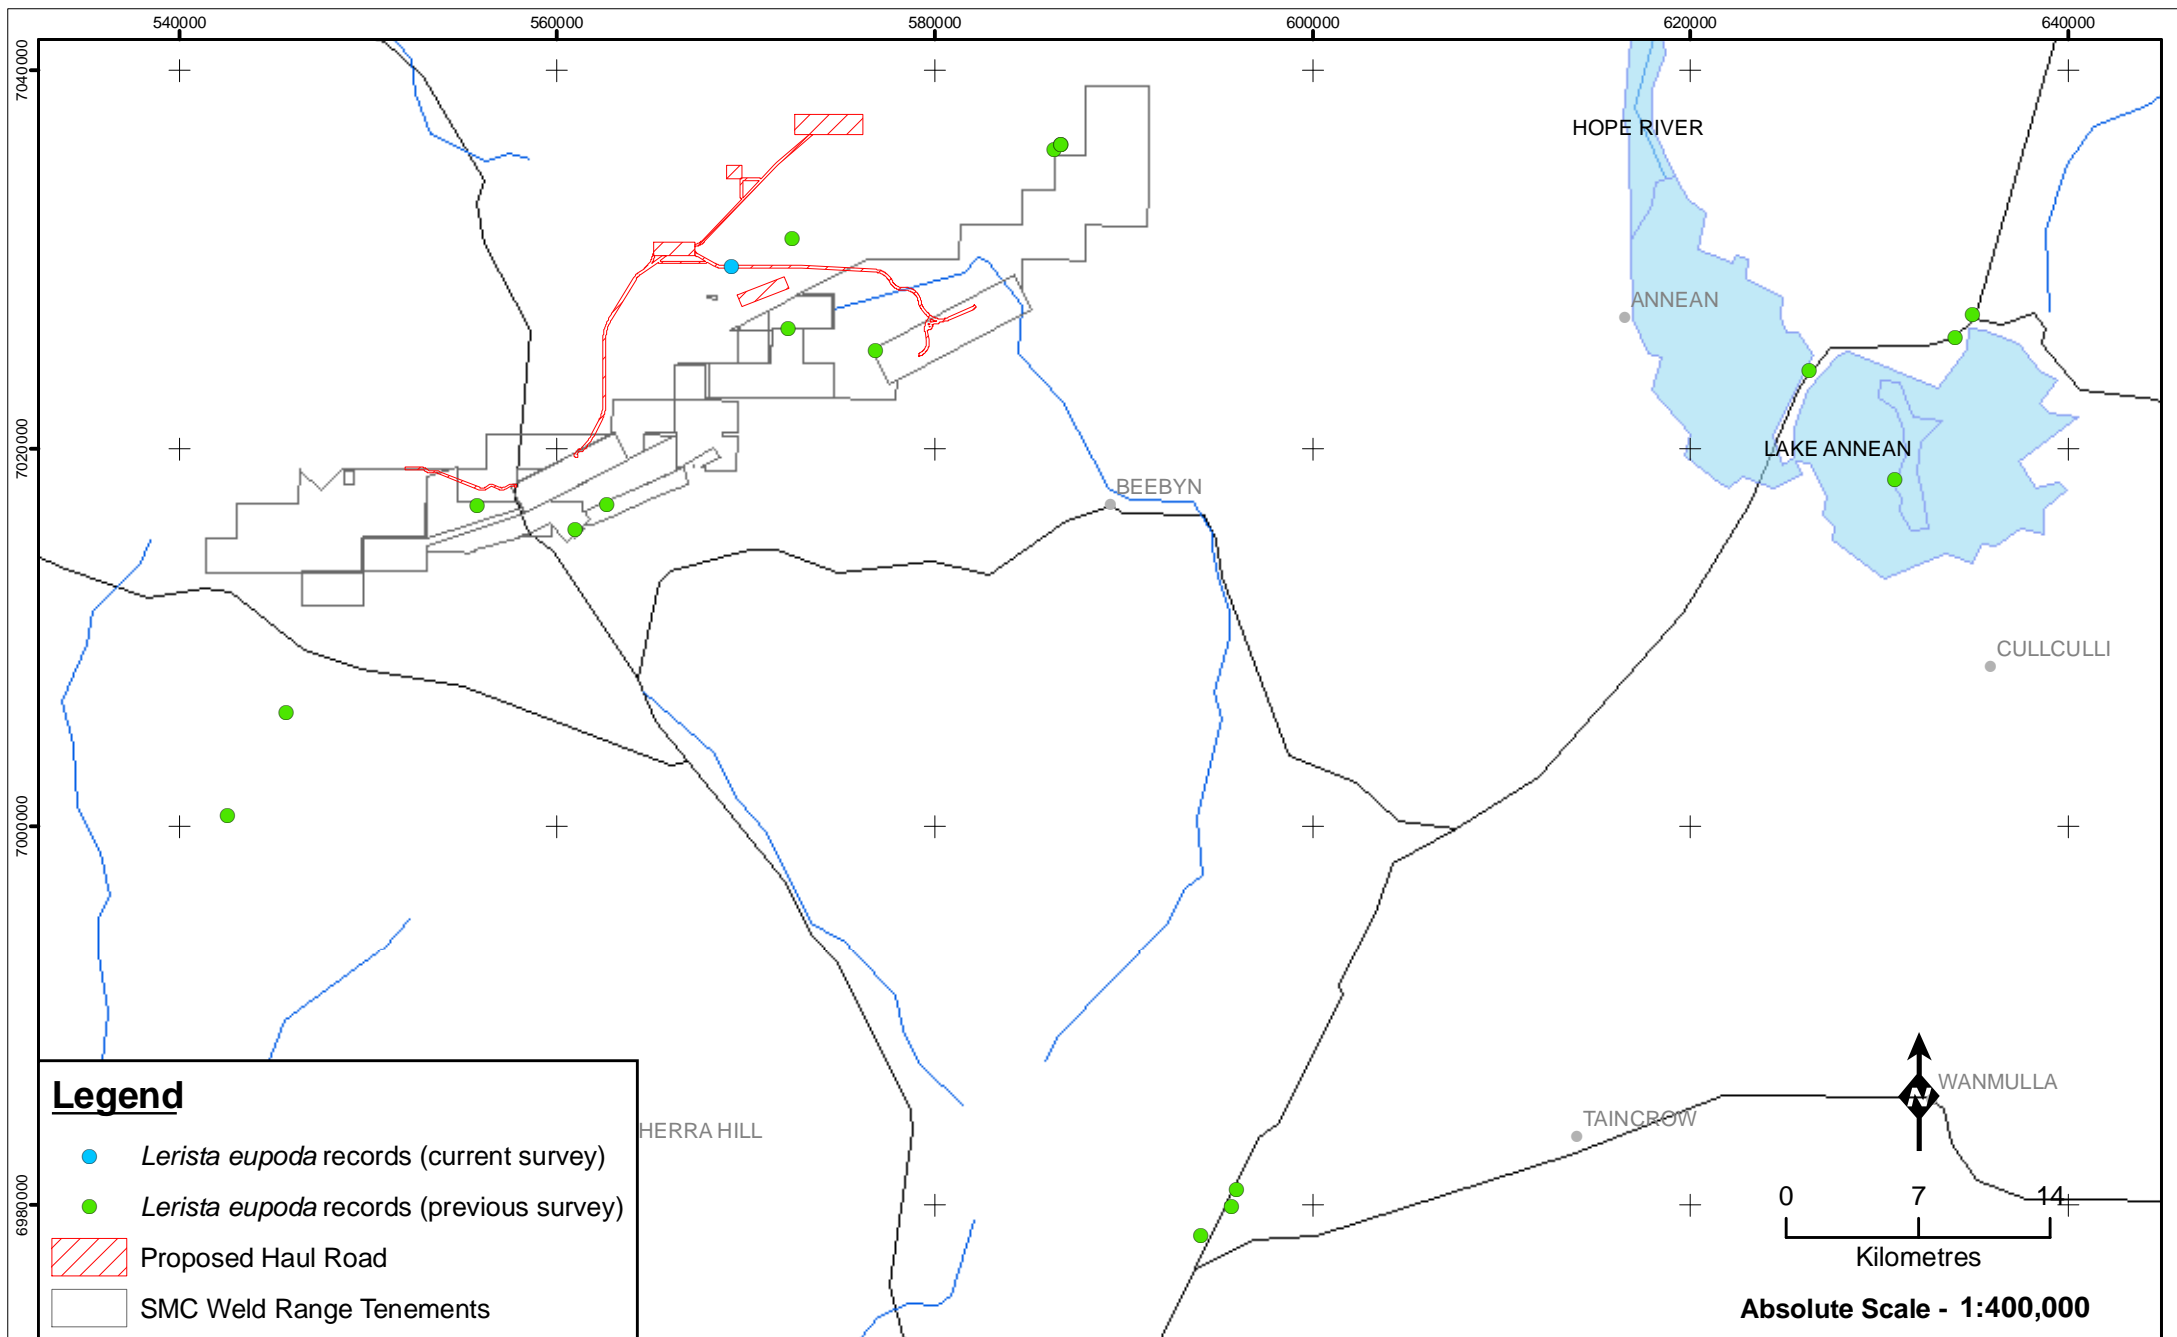 540000 560000 580000 600000 620000 640000
7040000
HOPE RIVER
ANNEAN
7020000
LAKE ANNEAN
BEEBYN
CULLCULLI
7000000
Legend
Lerista eupoda records (current survey)
Lerista eupoda records (previous survey)
Proposed Haul Road
SMC Weld Range Tenements
HERRA HILL
WANMULLA
TAINCROW
6980000
N
0 7 14
Kilometres
Absolute Scale - 1:400,000